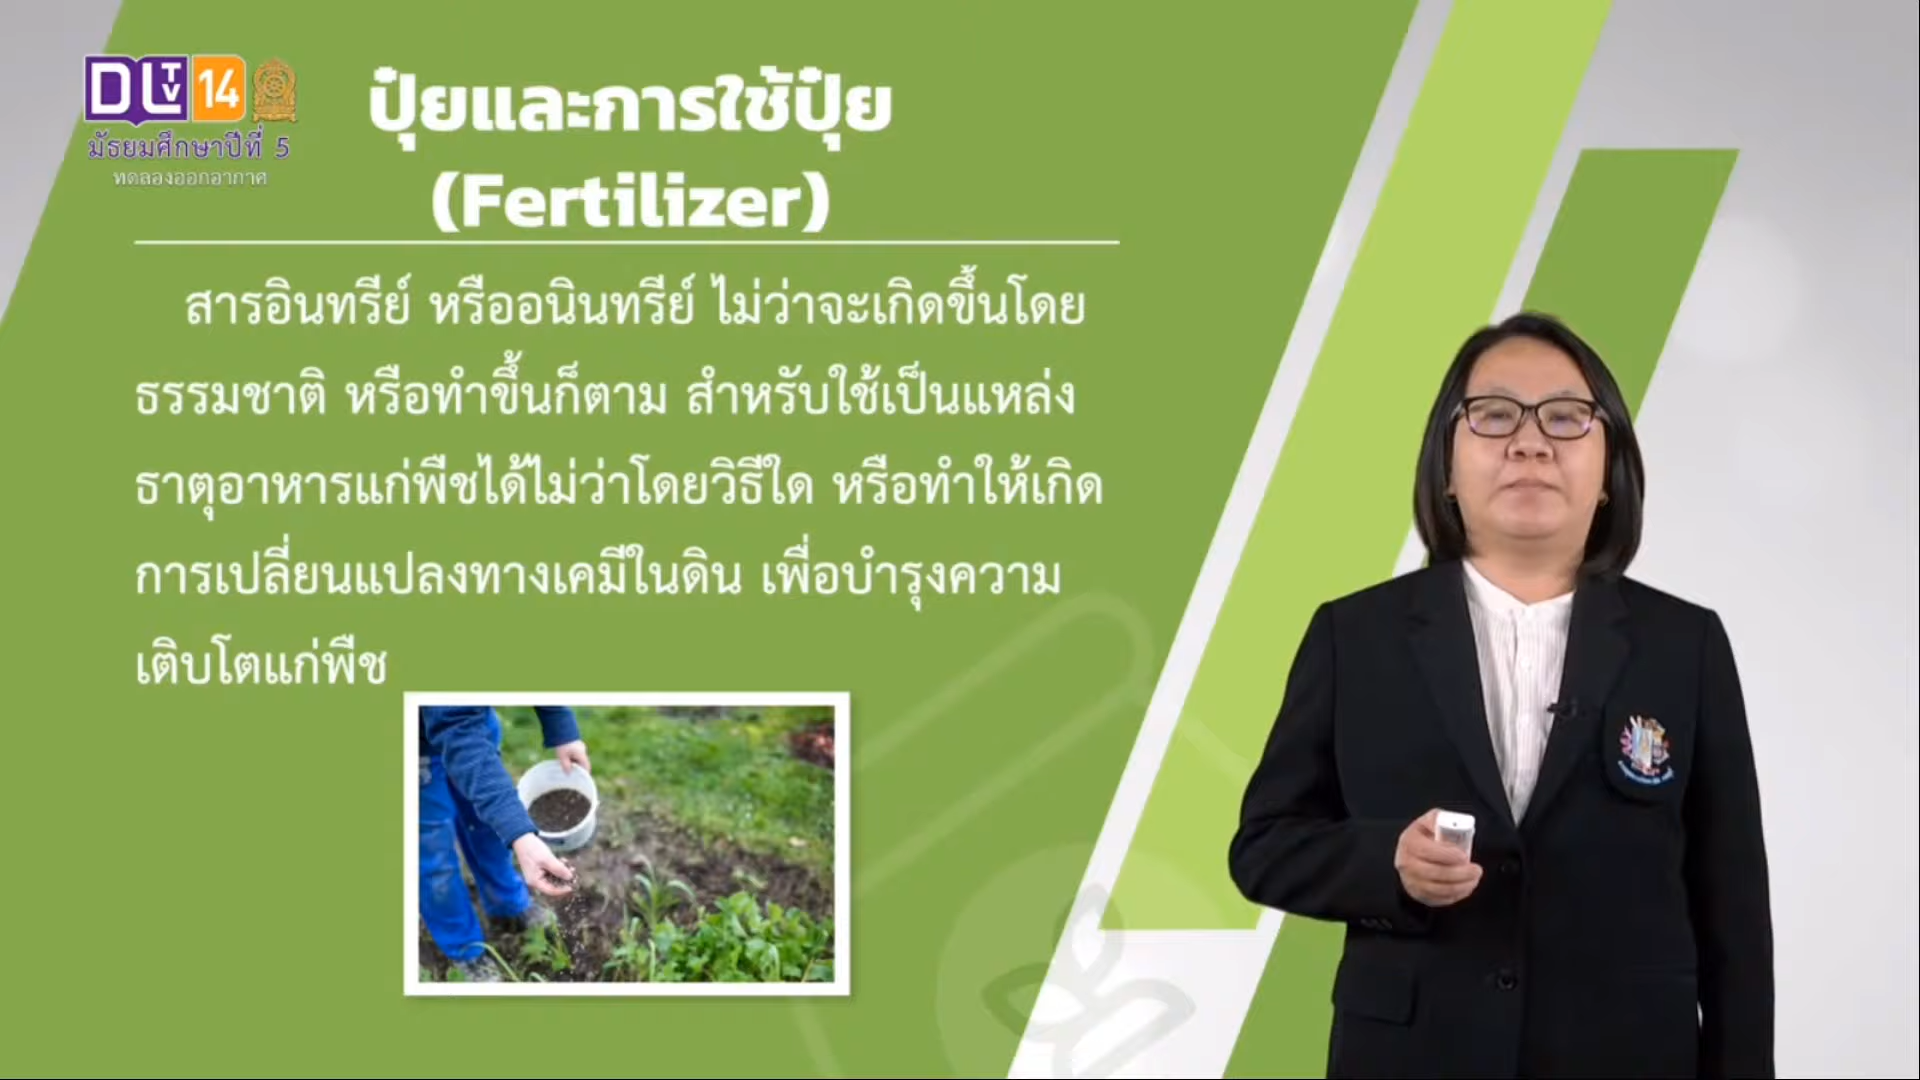 DLTV 14
มัธยมศึกษาปีที่ 5
ทดลองออกอากาศ
ปุ๋ยและการใช้ปุ๋ย
(Fertilizer)
สารอินทรีย์ หรืออนินทรีย์ ไม่ว่าจะเกิดขึ้นโดย
ธรรมชาติ หรือทำขึ้นก็ตาม สำหรับใช้เป็นแหล่ง
ธาตุอาหารแก่พืชได้ไม่ว่าโดยวิธีใด หรือทำให้เกิด
การเปลี่ยนแปลงทางเคมีในดิน เพื่อบำรุงความ
เติบโตแก่พืช